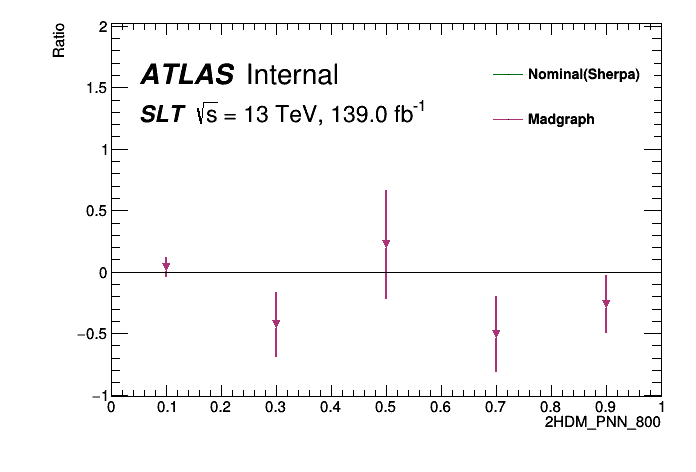 Ratio
ATLAS Internal
SLT √s = 13 TeV, 139.0 fb⁻¹
Nominal(Sherpa)
Madgraph
2
1.5
1
0.5
0
−0.5
−1
0 0.1 0.2 0.3 0.4 0.5 0.6 0.7 0.8 0.9 1
2HDM_PNN_800